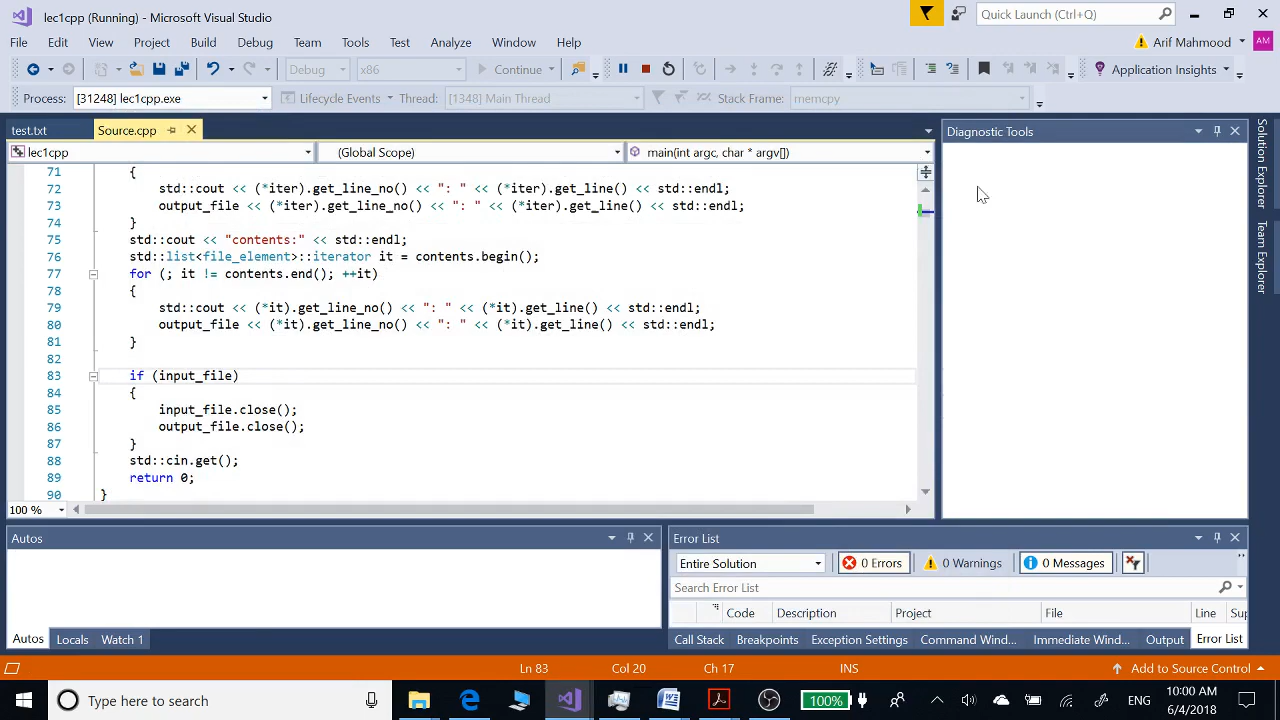 lec1cpp (Running) - Microsoft Visual Studio
Quick Launch (Ctrl+Q)
File Edit View Project Build Debug Team Tools Test Analyze Window Help
Arif Mahmood AM
Debug x86 Continue Application Insights
Process: [31248] lec1cpp.exe Lifecycle Events Thread: [1348] Main Thread Stack Frame: memcpy
test.txt Source.cpp
Diagnostic Tools
lec1cpp (Global Scope) main(int argc, char * argv[])
Solution Explorer
Team Explorer
71 {
72 std::cout << (*iter).get_line_no() << ": " << (*iter).get_line() << std::endl;
73 output_file << (*iter).get_line_no() << ": " << (*iter).get_line() << std::endl;
74 }
75 std::cout << "contents:" << std::endl;
76 std::list<file_element>::iterator it = contents.begin();
77 for (; it != contents.end(); ++it)
78 {
79 std::cout << (*it).get_line_no() << ": " << (*it).get_line() << std::endl;
80 output_file << (*it).get_line_no() << ": " << (*it).get_line() << std::endl;
81 }
82
83 if (input_file)
84 {
85 input_file.close();
86 output_file.close();
87 }
88 std::cin.get();
89 return 0;
90 }
100 %
Autos
Error List
Entire Solution 0 Errors 0 Warnings 0 Messages
Search Error List
Code Description Project File Line Sup
Autos Locals Watch 1
Call Stack Breakpoints Exception Settings Command Wind... Immediate Wind... Output Error List
Ln 83 Col 20 Ch 17 INS Add to Source Control
Type here to search
100%
ENG
10:00 AM
6/4/2018